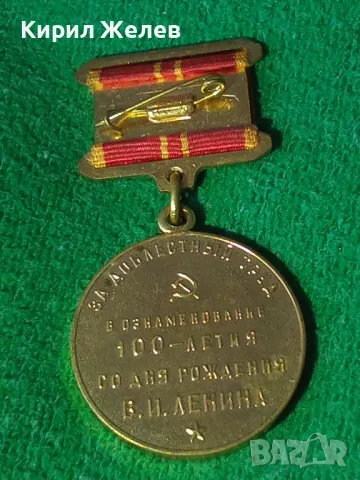 Кирил Желев
ЗА ДОБЛЕСТНЫЙ ТРУД
В ОЗНАМЕНОВАНИЕ
100-ЛЕТИЯ
СО ДНЯ РОЖДЕНИЯ
В.И.ЛЕНИНА
BAZAR